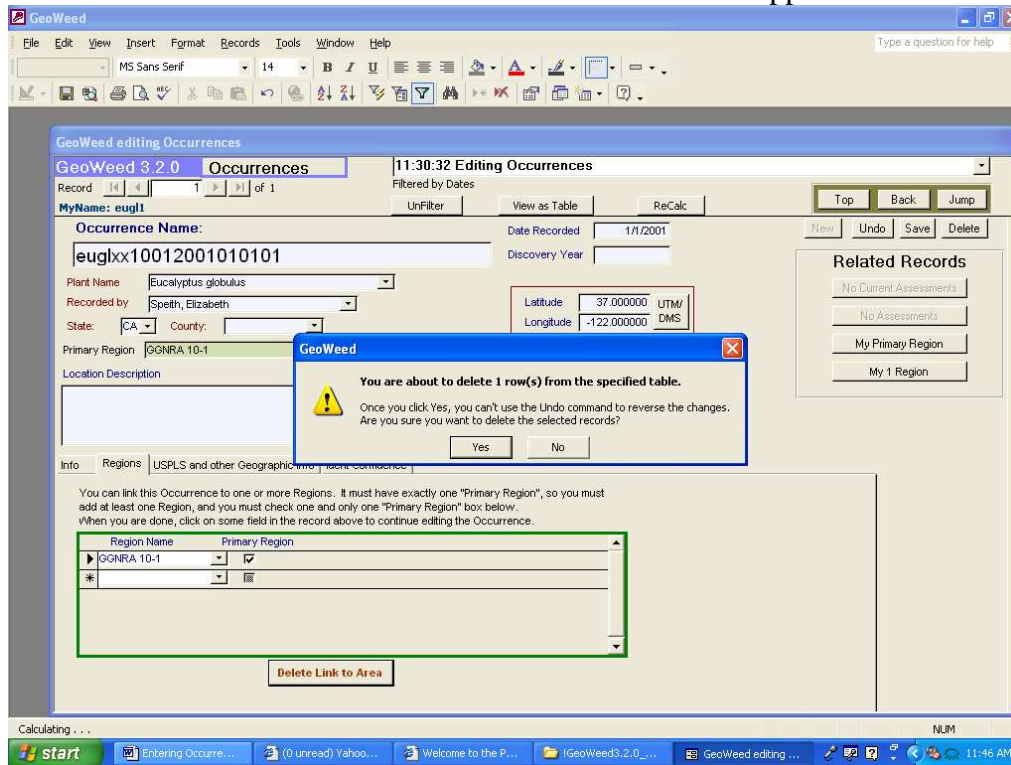 GeoWeed
File Edit View Insert Format Records Tools Window Help Type a question for help
MS Sans Serif 14 B I U
GeoWeed editing Occurrences
GeoWeed 3.2.0 Occurrences 11:30:32 Editing Occurrences
Record 1 of 1 Filtered by Dates
MyName: eugl1 UnFilter View as Table ReCalc Top Back Jump
Occurrence Name: Date Recorded 1/1/2001 New Undo Save Delete
euglxx10012001010101 Discovery Year Related Records
Plant Name Eucalyptus globulus No Current Assessments
Recorded by Speith, Elizabeth Latitude 37.000000 UTM/
State: CA County: Longitude -122.000000 DMS No Assessments
Primary Region GGNRA 10-1 GeoWeed My Primary Region
Location Description You are about to delete 1 row(s) from the specified table. My 1 Region
Once you click Yes, you can't use the Undo command to reverse the changes.
Are you sure you want to delete the selected records?
Yes No
Info Regions USPLS and other Geographic
You can link this Occurrence to one or more Regions. It must have exactly one "Primary Region", so you must
add at least one Region, and you must check one and only one "Primary Region" box
below.
When you are done, click on some field in the record above to continue editing the Occurrence.
Region Name Primary Region
GGNRA 10-1
Delete Link to Area
Calculating . . . NUM
start Entering Occurre... (0 unread) Yahoo... Welcome to the P... !GeoWeed3.2.0_... GeoWeed editing ... 11:46 AM